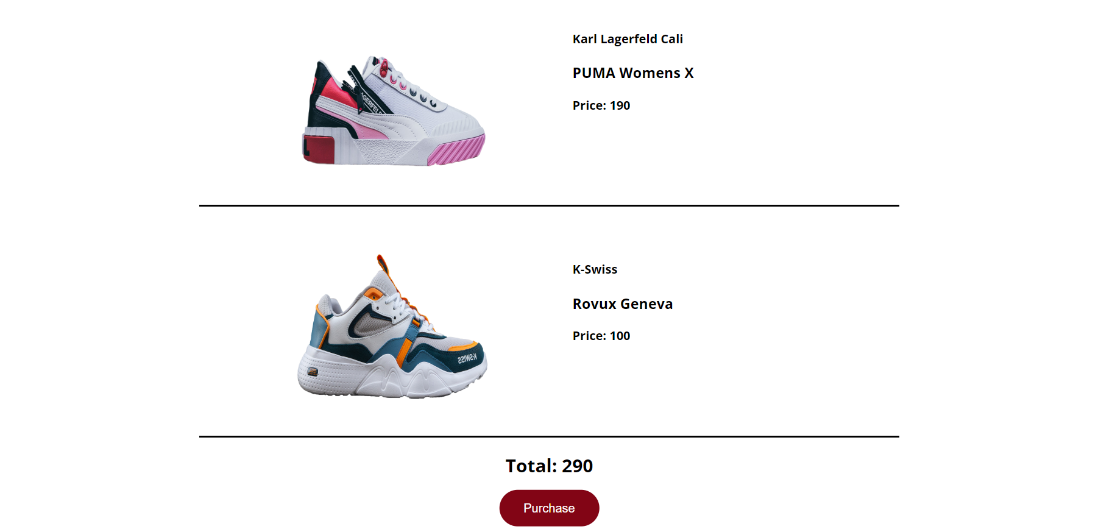 Karl Lagerfeld Cali
PUMA Womens X
Price: 190
K-Swiss
Rovux Geneva
Price: 100
Total: 290
Purchase